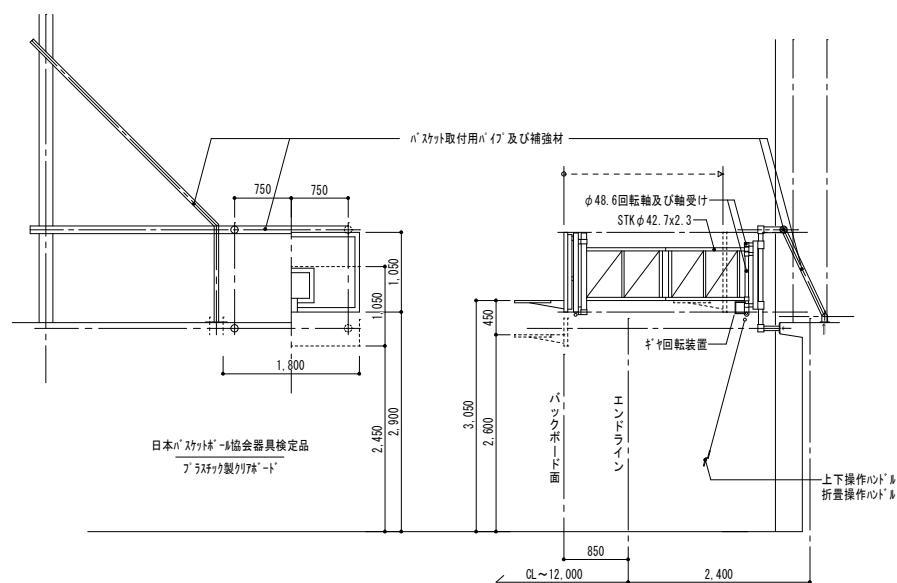 バスケット取付用パイプ及び補強材
750
750
φ48.6回転軸及び軸受け
STKφ42.7x2.3
1,050
1,050
450
ギヤ回転装置
1,800
3,050
2,600
2,450
2,900
バックボード面
エンドライン
日本バスケットボール協会器具検定品
プラスチック製クリアボード
上下操作ハンドル
折畳操作ハンドル
850
CL～12,000
2,400